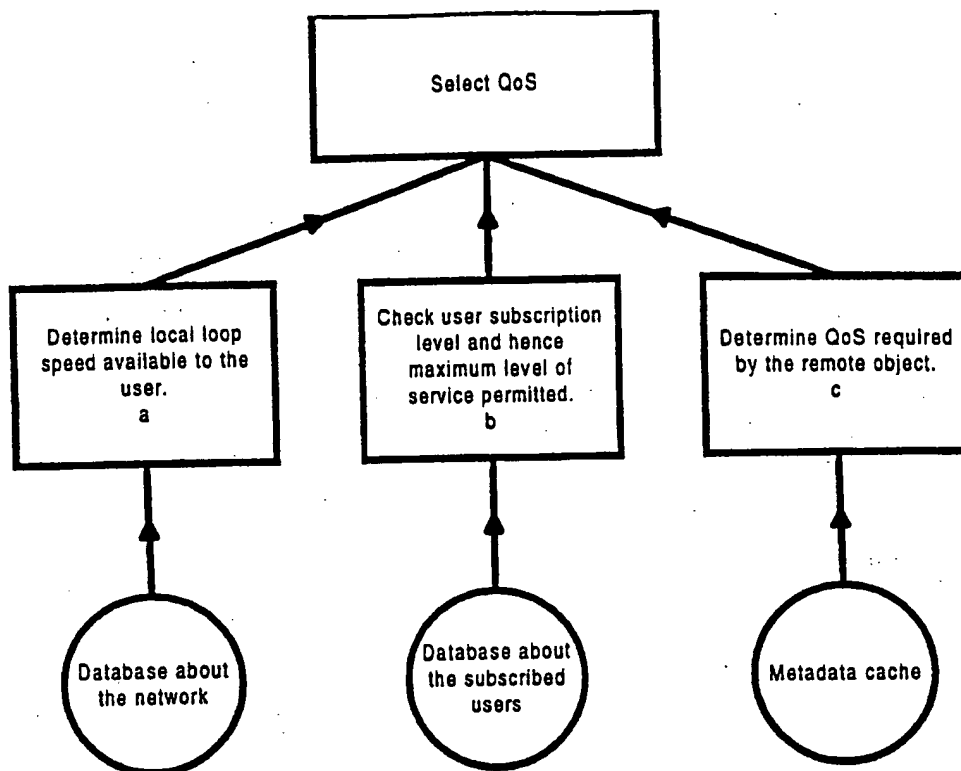 Select QoS
Determine local loop
speed available to the
user.
a
Check user subscription
level and hence
maximum level of
service permitted.
b
Determine QoS required
by the remote object.
c
Database about
the network
Database about
the subscribed
users
Metadata cache